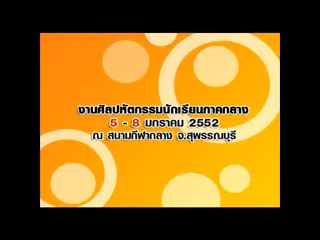 งานศิลปหัตกรรมนักเรียนภาคกลาง
5 - 8 มกราคม 2552
ณ สนามกีฬากลาง จ.สุพรรณบุรี